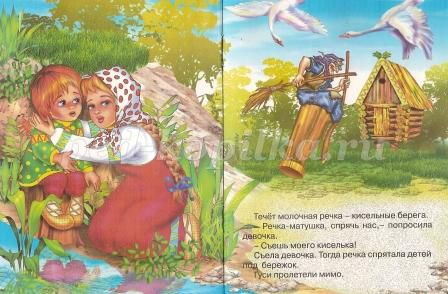 Течёт молочная речка – кисельные берега.
– Речка-матушка, спрячь нас, – попросила
девочка.
– Съешь моего киселька!
Съела девочка. Тогда речка спрятала детей
под бережок.
Гуси пролетели мимо.